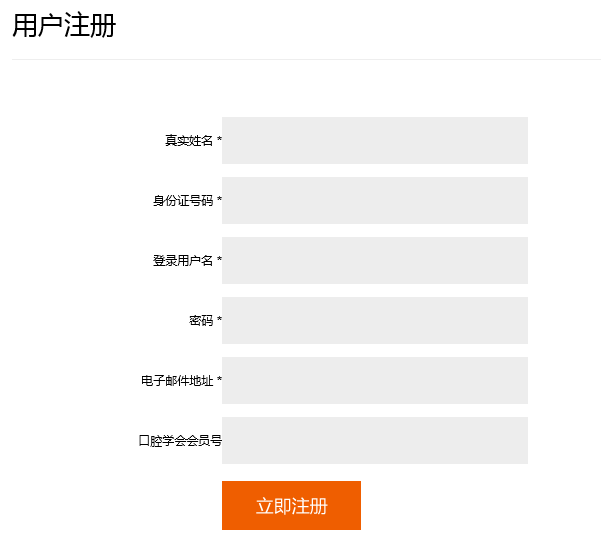 用户注册
真实姓名 *
身份证号码 *
登录用户名 *
密码 *
电子邮件地址 *
口腔学会会员号
立即注册